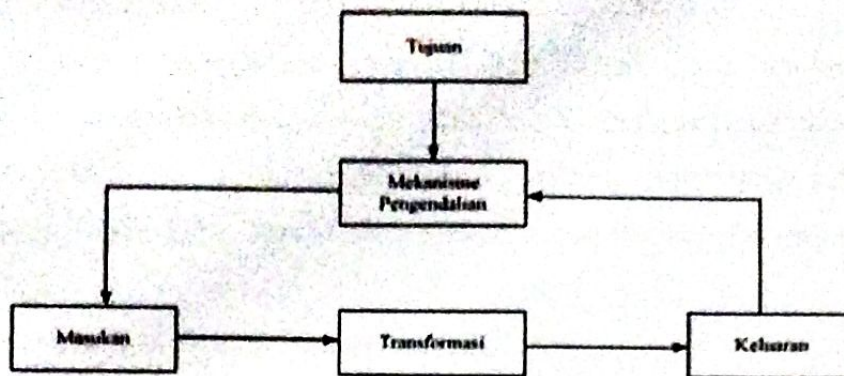 Tujuan
Mekanisme
Pengendalian
Masukan
Transformasi
Keluaran